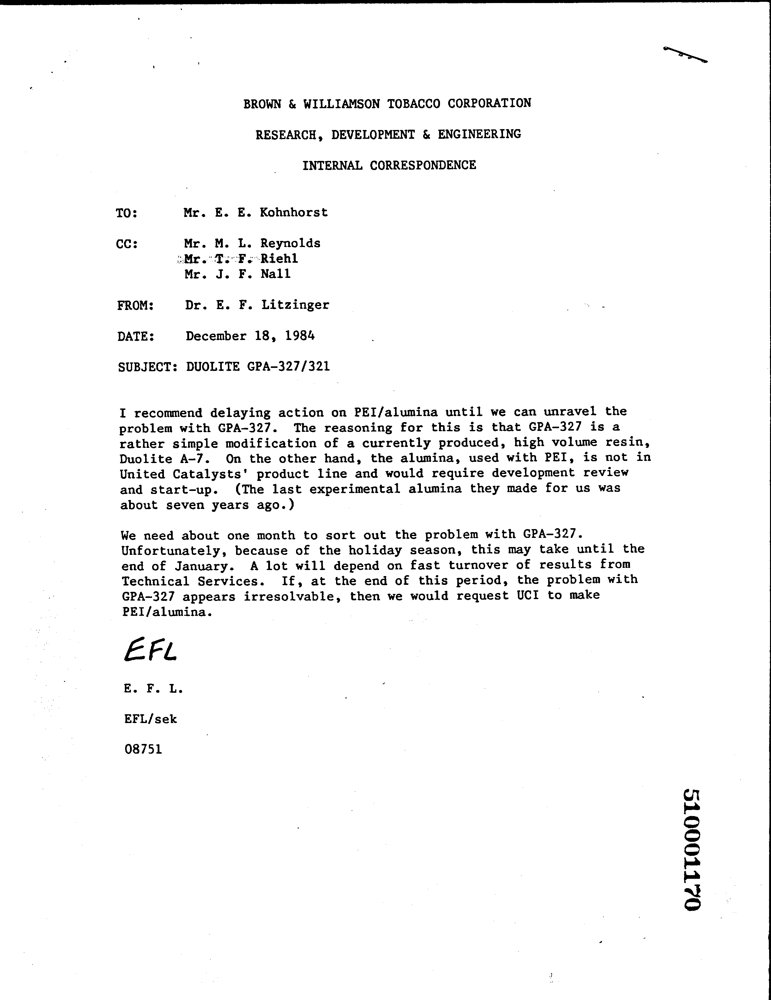 BROWN & WILLIAMSON TOBACCO CORPORATION
RESEARCH, DEVELOPMENT & ENGINEERING
INTERNAL CORRESPONDENCE
TO: Mr. E. E. Kohnhorst
CC: Mr. M. L. Reynolds
Mr. T. F. Riehl
Mr. J. F. Nall
FROM: Dr. E. F. Litzinger
DATE: December 18, 1984
SUBJECT: DUOLITE GPA-327/321
I recommend delaying action on PEI/alumina until we can unravel the
problem with GPA-327. The reasoning for this is that GPA-327 is a
rather simple modification of a currently produced, high volume resin,
Duolite A-7. On the other hand, the alumina, used with PEI, is not in
United Catalysts' product line and would require development review
and start-up. (The last experimental alumina they made for us was
about seven years ago.)
We need about one month to sort out the problem with GPA-327.
Unfortunately, because of the holiday season, this may take until the
end of January. A lot will depend on fast turnover of results from
Technical Services. If, at the end of this period, the problem with
GPA-327 appears irresolvable, then we would request UCI to make
PEI/alumina.
EFL
E. F. L.
EFL/sek
08751
510001170